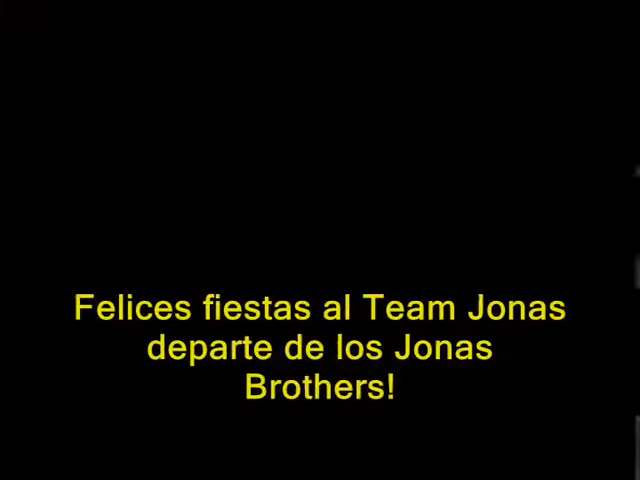 Felices fiestas al Team Jonas
departe de los Jonas
Brothers!